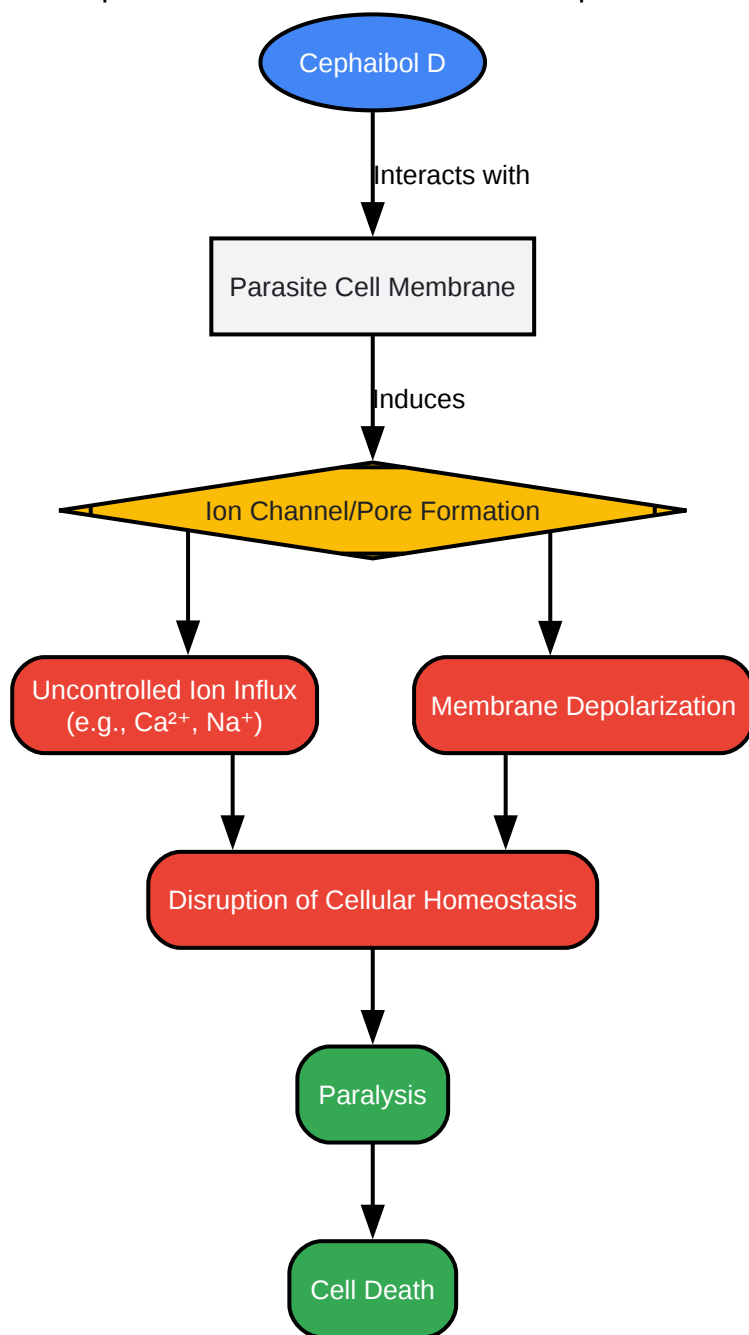 Cephaibol D
Interacts with
Parasite Cell Membrane
Induces
Ion Channel/Pore Formation
Uncontrolled Ion Influx
(e.g., Ca²⁺, Na⁺)
Membrane Depolarization
Disruption of Cellular Homeostasis
Paralysis
Cell Death